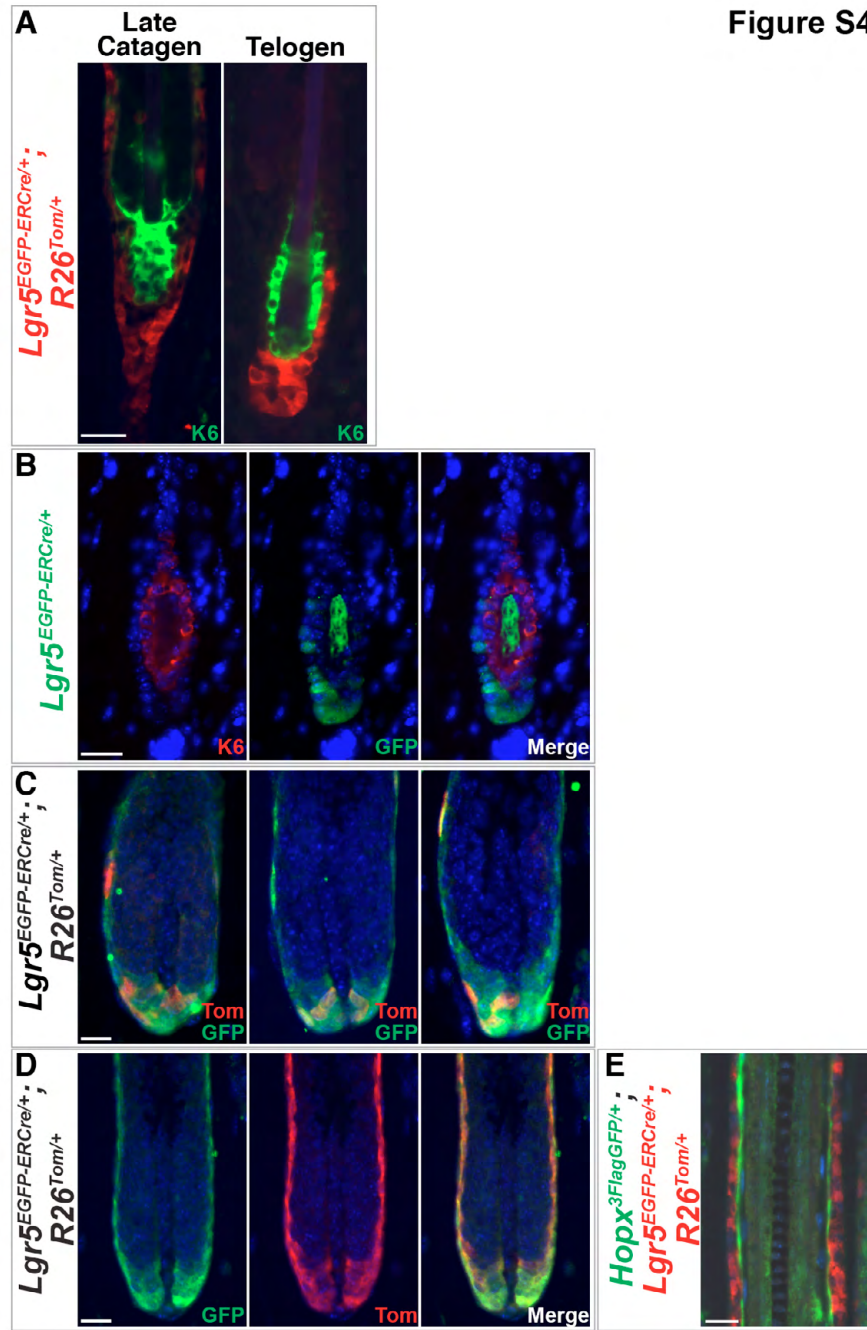 Figure S4
A
Late
Catagen
Telogen
Lgr5EGFP-ERCre/+;
R26Tom/+
K6
K6
B
Lgr5EGFP-ERCre/+
K6
GFP
Merge
C
Lgr5EGFP-ERCre/+;
R26Tom/+
Tom
GFP
Tom
GFP
Tom
GFP
D
Lgr5EGFP-ERCre/+;
R26Tom/+
GFP
Tom
Merge
E
Hopx3FlagGFP/+;
Lgr5EGFP-ERCre/+;
R26Tom/+